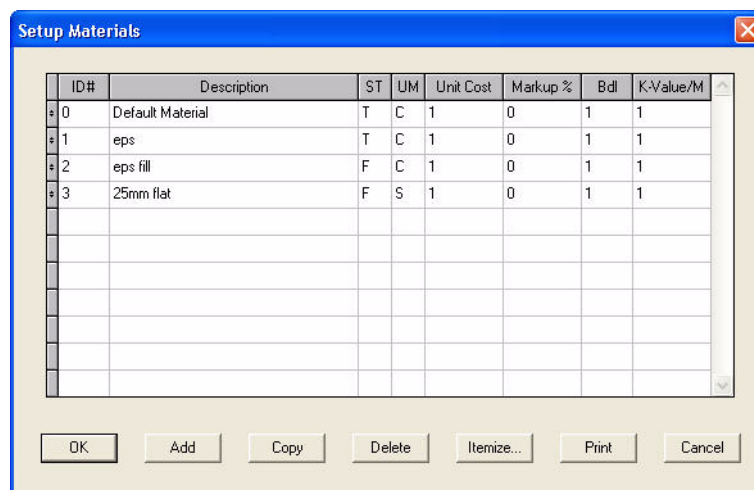 Setup Materials
ID# Description ST UM Unit Cost Markup % Bdl K-Value/M
0 Default Material T C 1 0 1 1
1 eps T C 1 0 1 1
2 eps fill F C 1 0 1 1
3 25mm flat F S 1 0 1 1
OK Add Copy Delete Itemize... Print Cancel